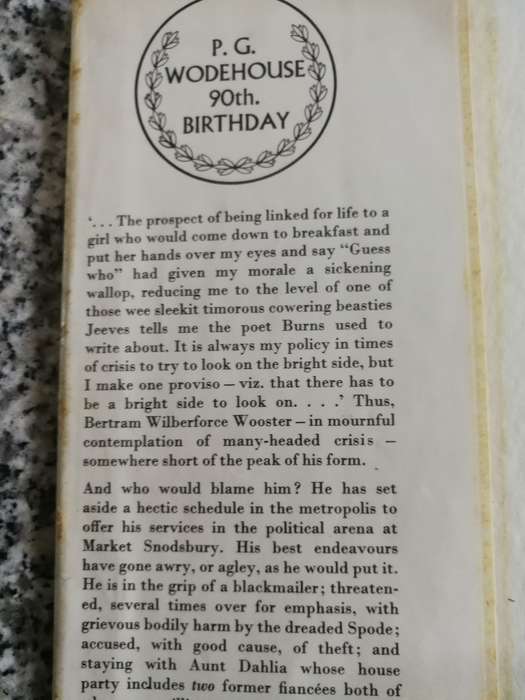 P. G.
WODEHOUSE
90th.
BIRTHDAY
‘. . . The prospect of being linked for life to a
girl who would come down to breakfast and
put her hands over my eyes and say “Guess
who” had given my morale a sickening
wallop, reducing me to the level of one of
those wee sleekit timorous cowering beasties
Jeeves tells me the poet Burns used to
write about. It is always my policy in times
of crisis to try to look on the bright side, but
I make one proviso – viz. that there has to
be a bright side to look on. . . .’ Thus,
Bertram Wilberforce Wooster – in mournful
contemplation of many-headed crisis –
somewhere short of the peak of his form.
And who would blame him? He has set
aside a hectic schedule in the metropolis to
offer his services in the political arena at
Market Snodsbury. His best endeavours
have gone awry, or agley, as he would put it.
He is in the grip of a blackmailer; threaten-
ed, several times over for emphasis, with
grievous bodily harm by the dreaded Spode;
accused, with good cause, of theft; and
staying with Aunt Dahlia whose house
party includes two former fiancées both of